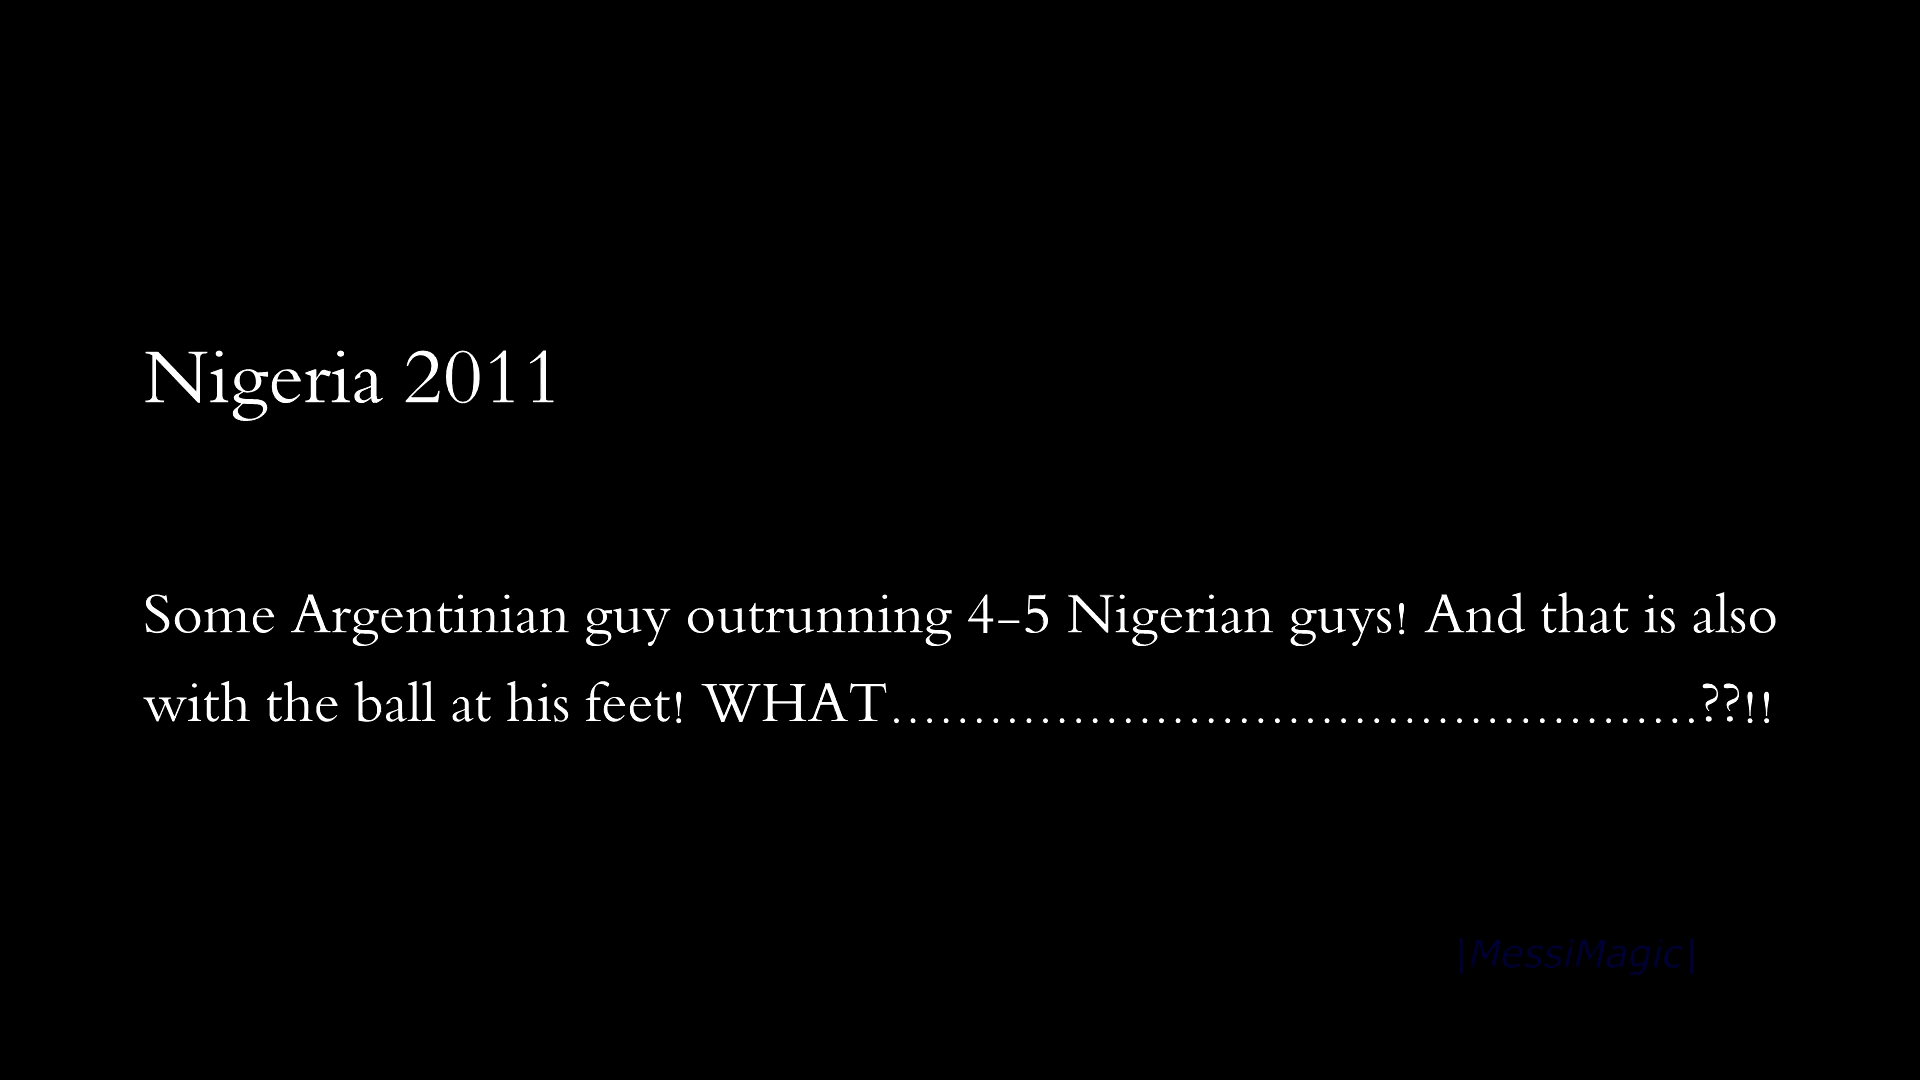 Nigeria 2011
Some Argentinian guy outrunning 4-5 Nigerian guys! And that is also
with the ball at his feet! WHAT.................................................??!!
|MessiMagic|